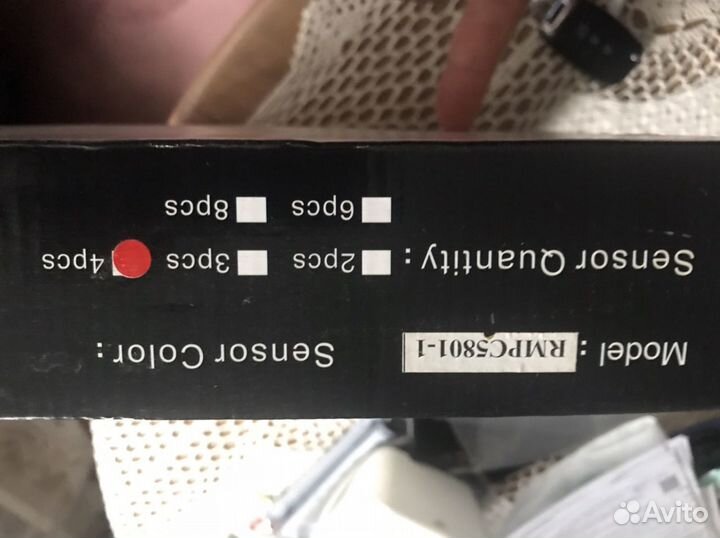 Model : RMPC5801-1 Sensor Color :
Sensor Quantity : 2pcs 3pcs 4pcs
6pcs 8pcs
Avito